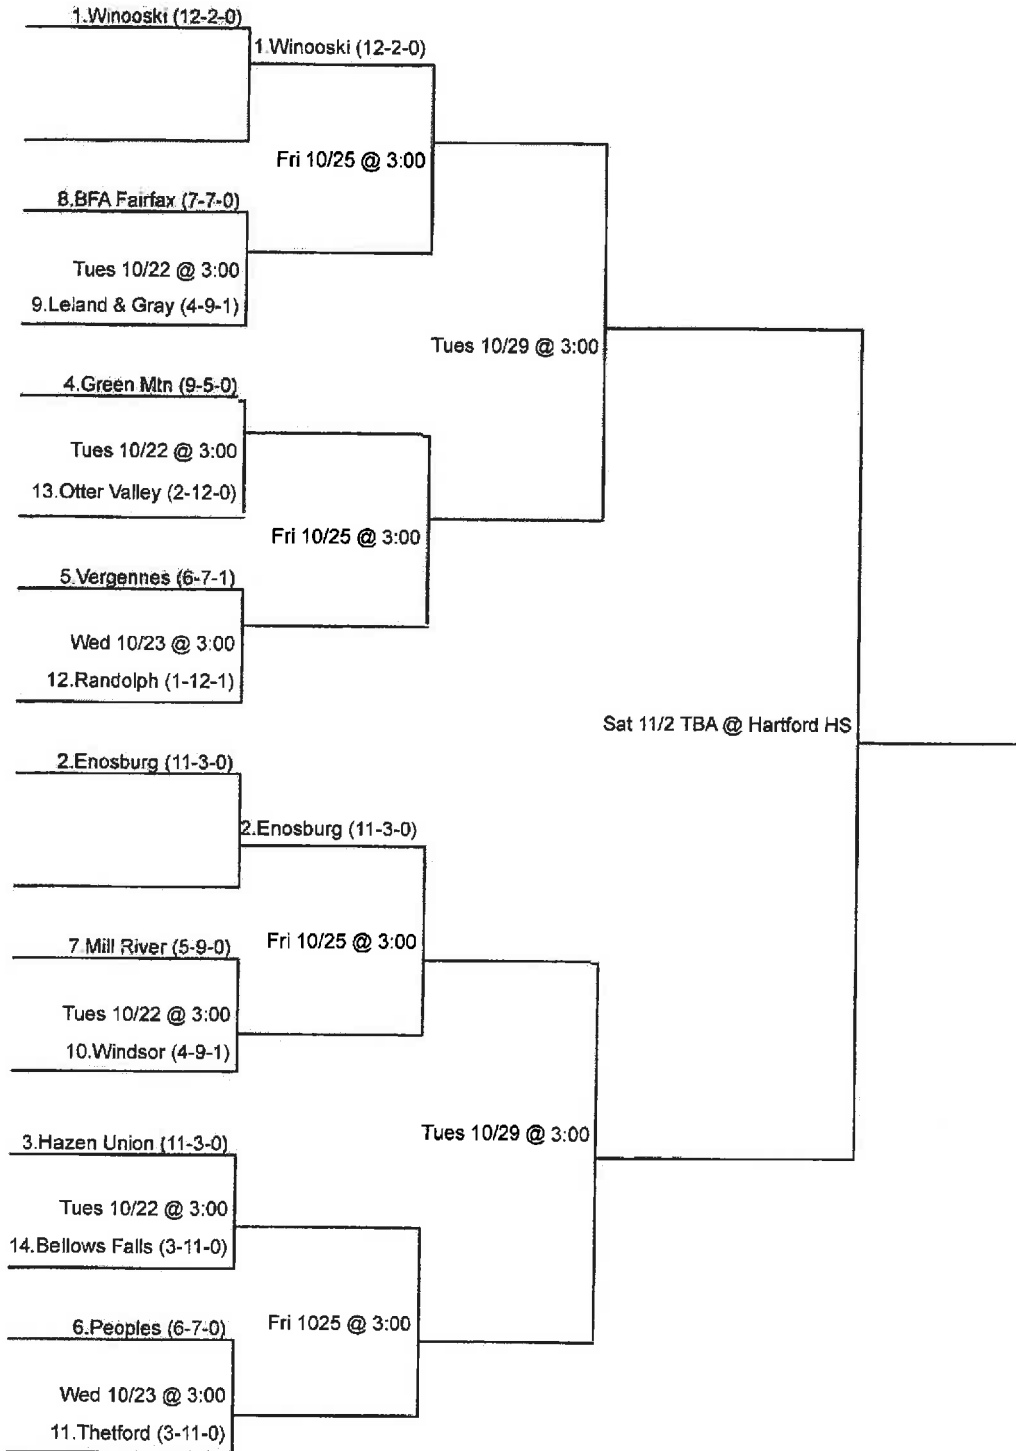 1.Winooski (12-2-0)
1.Winooski (12-2-0)
Fri 10/25 @ 3:00
8.BFA Fairfax (7-7-0)
Tues 10/22 @ 3:00
9.Leland & Gray (4-9-1)
Tues 10/29 @ 3:00
4.Green Mtn (9-5-0)
Tues 10/22 @ 3:00
13.Otter Valley (2-12-0)
Fri 10/25 @ 3:00
5.Vergennes (6-7-1)
Wed 10/23 @ 3:00
12.Randolph (1-12-1)
Sat 11/2 TBA @ Hartford HS
2.Enosburg (11-3-0)
2.Enosburg (11-3-0)
Fri 10/25 @ 3:00
7.Mill River (5-9-0)
Tues 10/22 @ 3:00
10.Windsor (4-9-1)
Tues 10/29 @ 3:00
3.Hazen Union (11-3-0)
Tues 10/22 @ 3:00
14.Bellows Falls (3-11-0)
Fri 1025 @ 3:00
6.Peoples (6-7-0)
Wed 10/23 @ 3:00
11.Thetford (3-11-0)